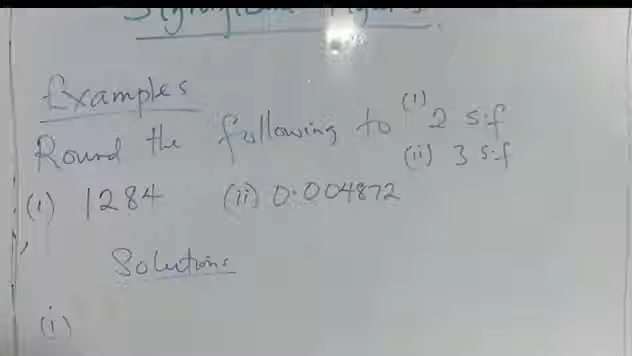 Examples
Round the following to (i) 2 s.f
(ii) 3 s.f
(i) 1284 (ii) 0.004872
Solutions
(i)